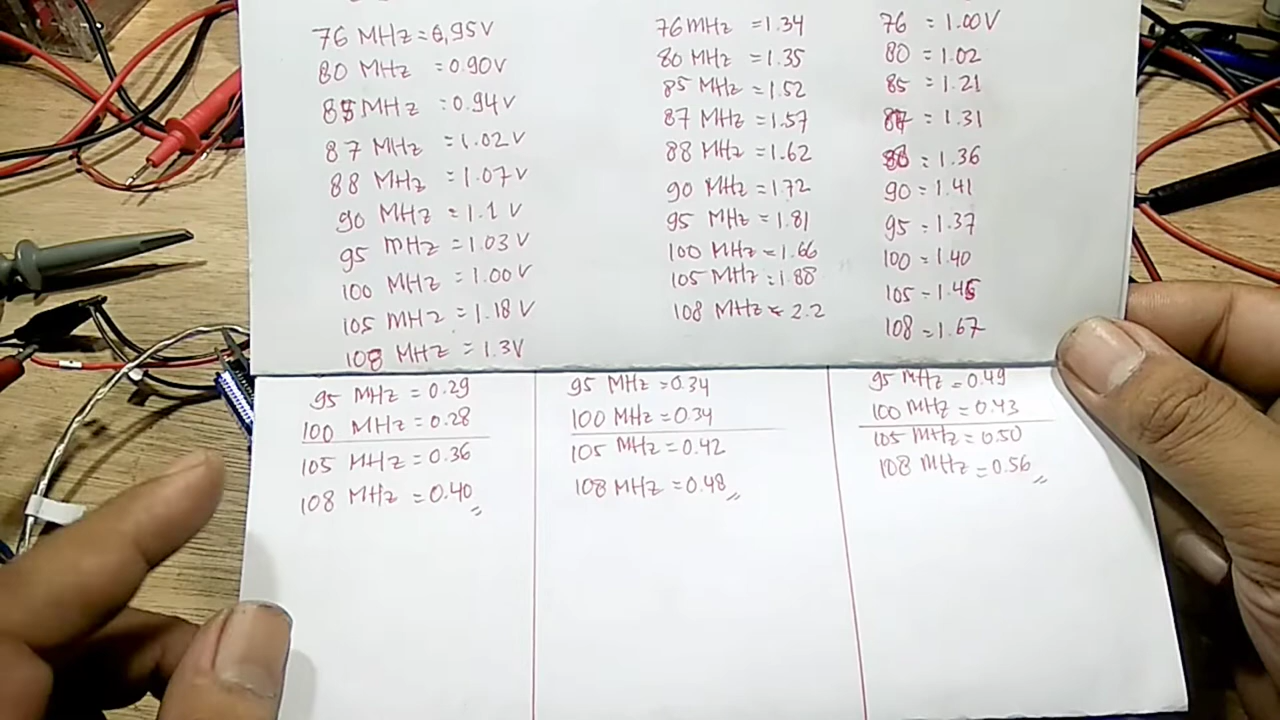 76 MHz = 0,95V
80 MHz = 0.90V
85 MHz = 0.94V
87 MHz = 1.02V
88 MHz = 1.07V
90 MHz = 1.1 V
95 MHz = 1.03V
100 MHz = 1.00V
105 MHz = 1.18V
108 MHz = 1.3V
76 MHz = 1.34
80 MHz = 1.35
85 MHz = 1.52
87 MHz = 1.57
88 MHz = 1.62
90 MHz = 1.72
95 MHz = 1.81
100 MHz = 1.66
105 MHz = 1.88
108 MHz = 2.2
76 = 1.00V
80 = 1.02
85 = 1.21
87 = 1.31
88 = 1.36
90 = 1.41
95 = 1.37
100 = 1.40
105 = 1.45
108 = 1.67
95 MHz = 0.29
100 MHz = 0.28
105 MHz = 0.36
108 MHz = 0.40
95 MHz = 0.34
100 MHz = 0.34
105 MHz = 0.42
108 MHz = 0.48
95 MHz = 0.49
100 MHz = 0.43
105 MHz = 0.50
108 MHz = 0.56